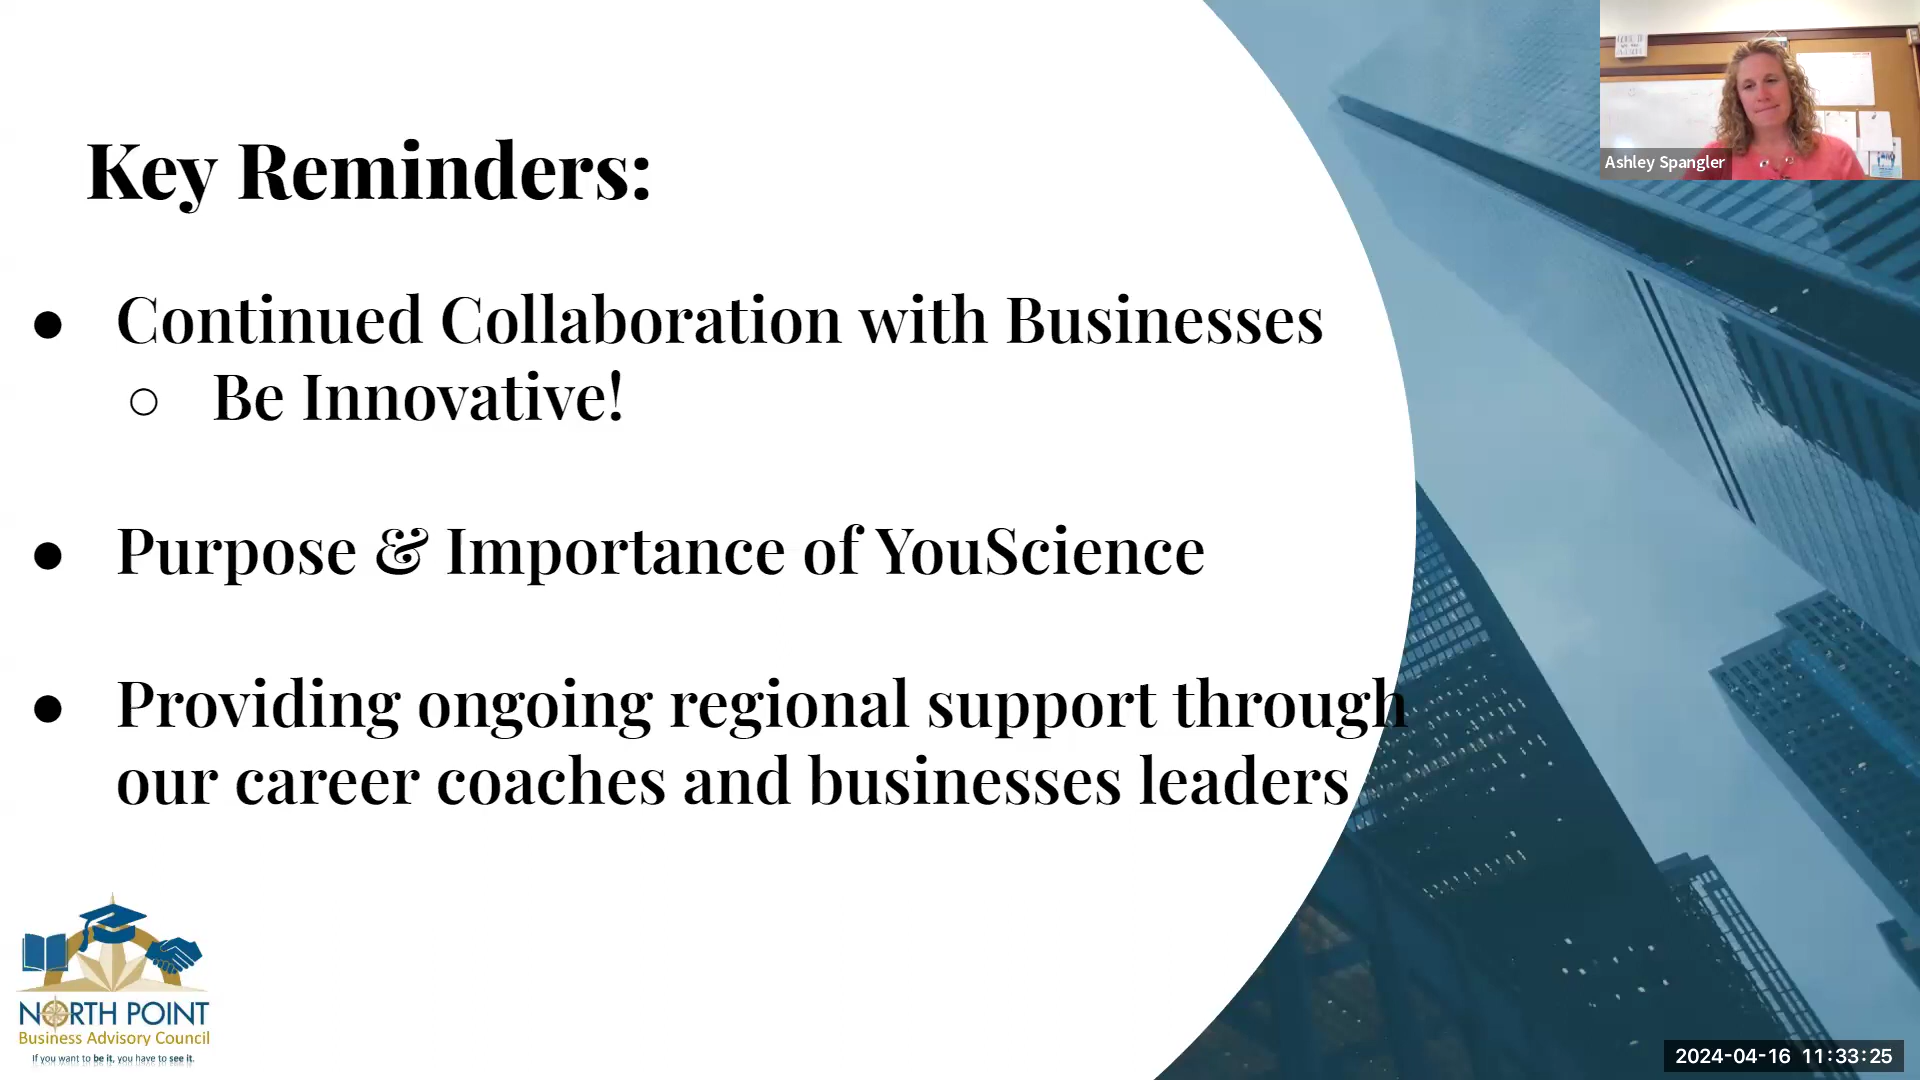 Key Reminders:
● Continued Collaboration with Businesses
○ Be Innovative!
● Purpose & Importance of YouScience
● Providing ongoing regional support through
our career coaches and businesses leaders
NORTH POINT
Business Advisory Council
If you want to be it, you have to see it.
Ashley Spangler
2024-04-16 11:33:25